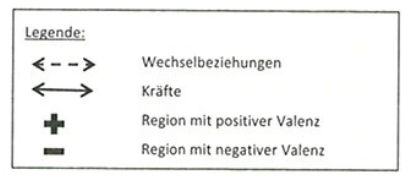 Legende:
Wechselbeziehungen
Kräfte
Region mit positiver Valenz
Region mit negativer Valenz